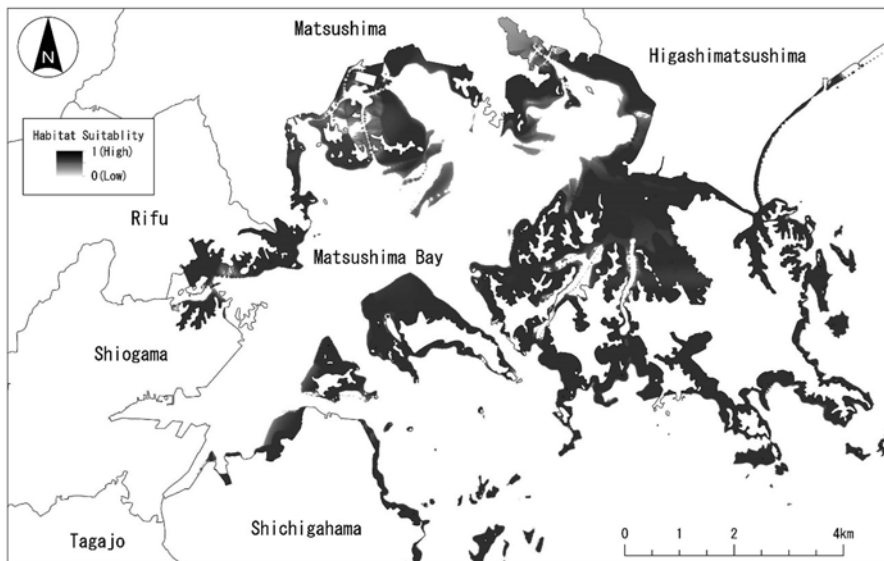 Matsushima
Higashimatsushima
N
Habitat Suitablity
1(High)
0(Low)
Rifu
Matsushima Bay
Shiogama
Shichigahama
Tagajo
0 1 2 4km